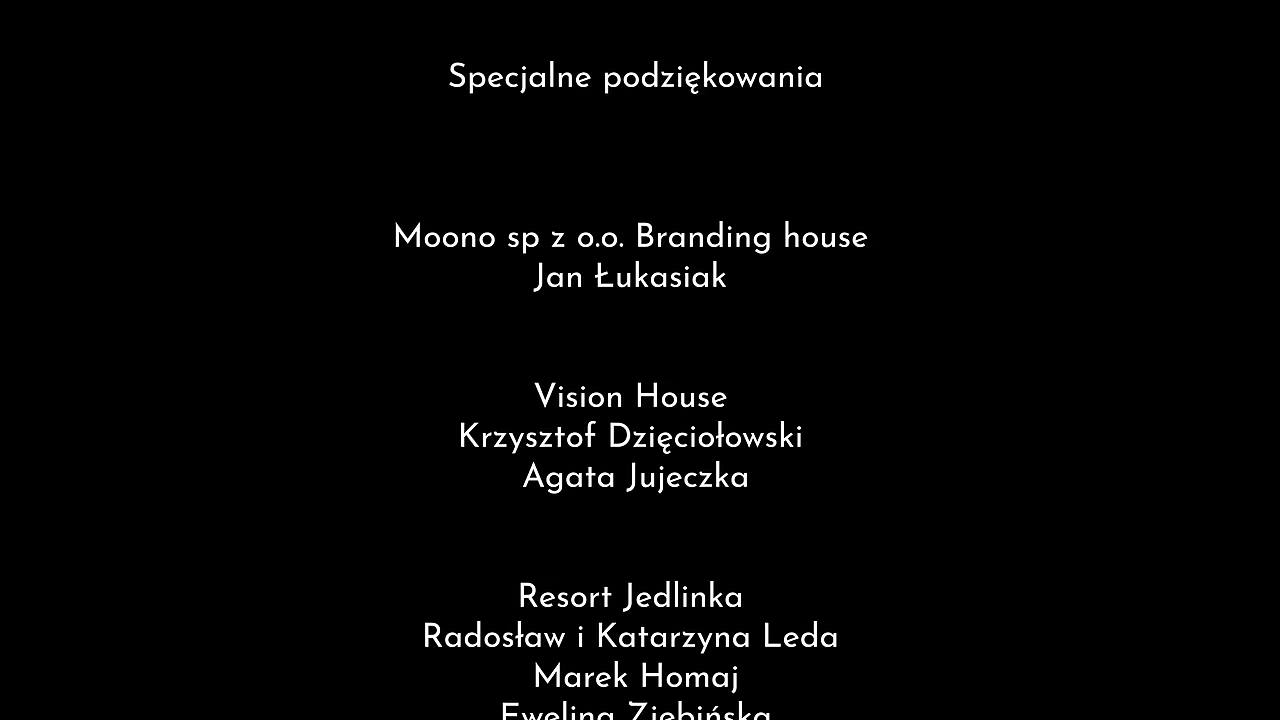 Specjalne podziękowania
Moono sp z o.o. Branding house
Jan Łukasiak
Vision House
Krzysztof Dzięciołowski
Agata Jujeczka
Resort Jedlinka
Radosław i Katarzyna Leda
Marek Homaj
Ewelina